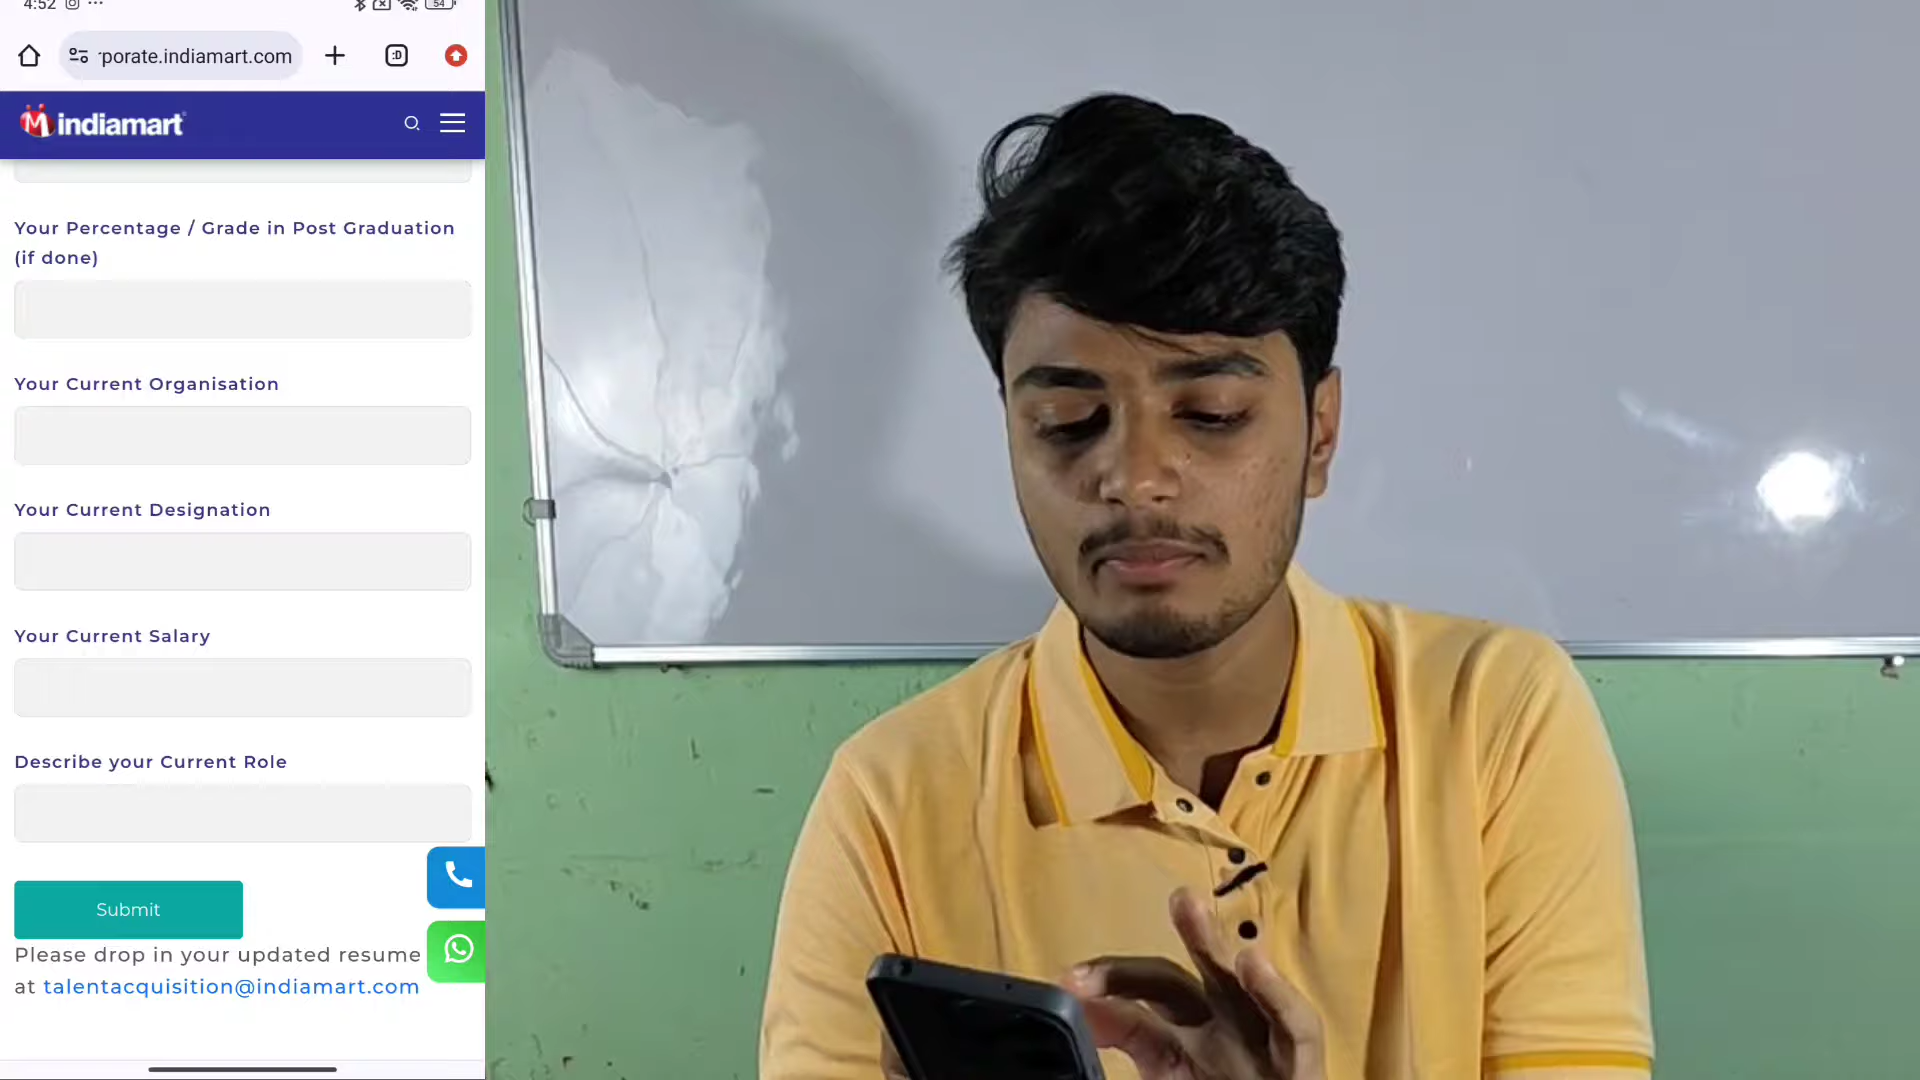 4:52
54
porate.indiamart.com
:D
indiamart
Your Percentage / Grade in Post Graduation
(if done)
Your Current Organisation
Your Current Designation
Your Current Salary
Describe your Current Role
Submit
Please drop in your updated resume
at talentacquisition@indiamart.com